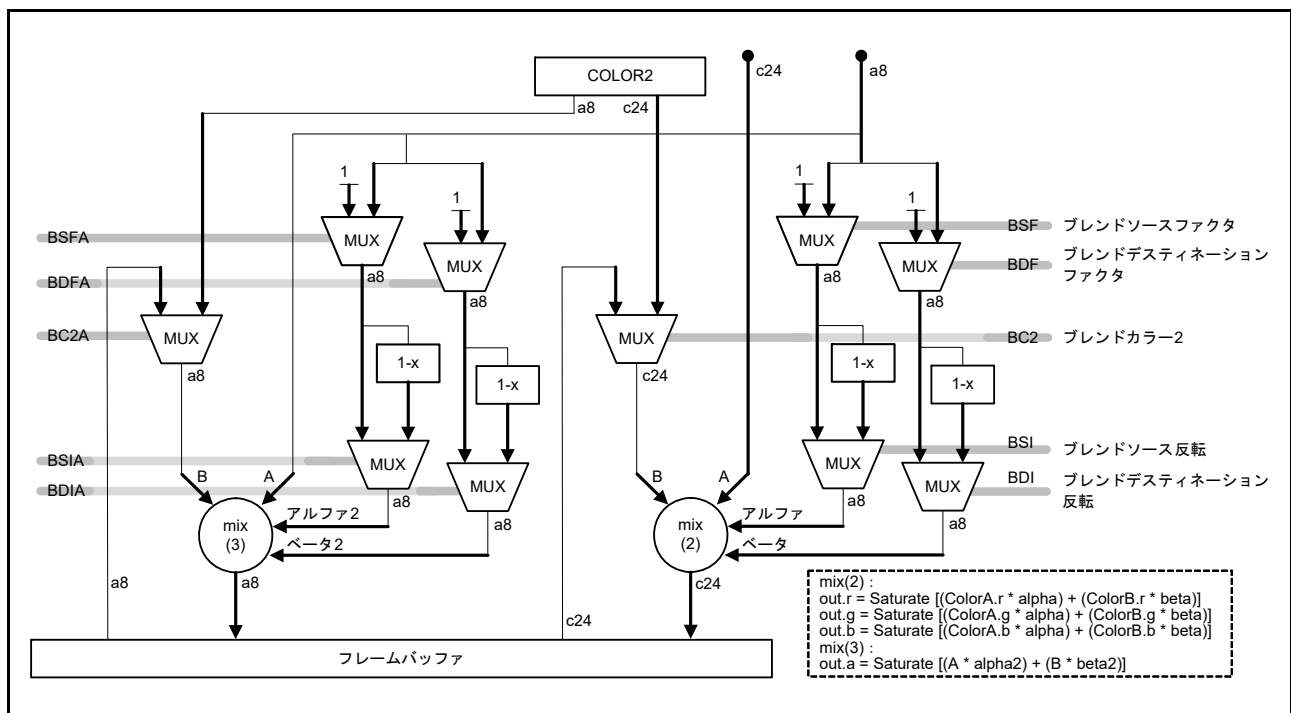 COLOR2
c24
a8
a8
c24
1
1
1
1
MUX
MUX
MUX
MUX
BSFA
BSF ブレンドソースファクタ
BDFA
BDF ブレンドデスティネーション
ファクタ
a8
a8
a8
a8
BC2A
MUX
MUX
BC2 ブレンドカラー2
a8
c24
1-x
1-x
1-x
1-x
BSIA
MUX
MUX
BSI ブレンドソース反転
BDIA
MUX
MUX
BDI ブレンドデスティネーション
反転
B
A
B
A
a8
a8
a8
a8
mix
(3)
アルファ2
ベータ2
mix
(2)
アルファ
ベータ
a8
a8
c24
c24
フレームバッファ
mix(2) :
out.r = Saturate [(ColorA.r * alpha) + (ColorB.r * beta)]
out.g = Saturate [(ColorA.g * alpha) + (ColorB.g * beta)]
out.b = Saturate [(ColorA.b * alpha) + (ColorB.b * beta)]
mix(3) :
out.a = Saturate [(A * alpha2) + (B * beta2)]